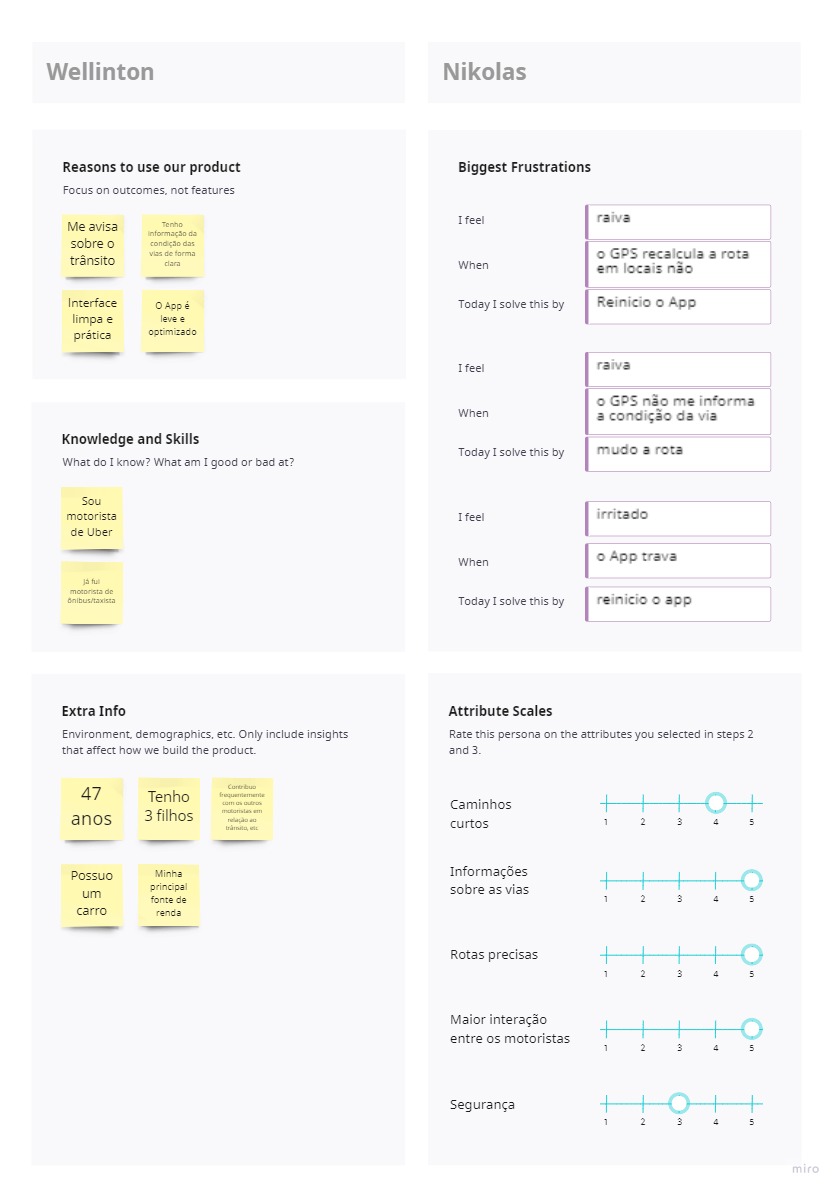 Wellinton
Nikolas
Reasons to use our product
Focus on outcomes, not features
Me avisa
sobre o
trânsito
Tenho
informação da
condição das
vias de forma
clara
Interface
limpa e
prática
O App é
leve e
optimizado
Knowledge and Skills
What do I know? What am I good or bad at?
Sou
motorista
de Uber
Já fui
motorista de
ônibus/taxista
Extra Info
Environment, demographics, etc. Only include insights
that affect how we build the product.
47
anos
Tenho
3 filhos
Contribuo
frequentemente
com os outros
motoristas em
relação ao
trânsito, etc
Possuo
um
carro
Minha
principal
fonte de
renda
Biggest Frustrations
I feel
raiva
When
o GPS recalcula a rota
em locais não
Today I solve this by
Reinicio o App
I feel
raiva
When
o GPS não me informa
a condição da via
Today I solve this by
mudo a rota
I feel
irritado
When
o App trava
Today I solve this by
reinicio o app
Attribute Scales
Rate this persona on the attributes you selected in steps 2
and 3.
Caminhos
curtos
1 2 3 4 5
Informações
sobre as vias
1 2 3 4 5
Rotas precisas
1 2 3 4 5
Maior interação
entre os motoristas
1 2 3 4 5
Segurança
1 2 3 4 5
miro